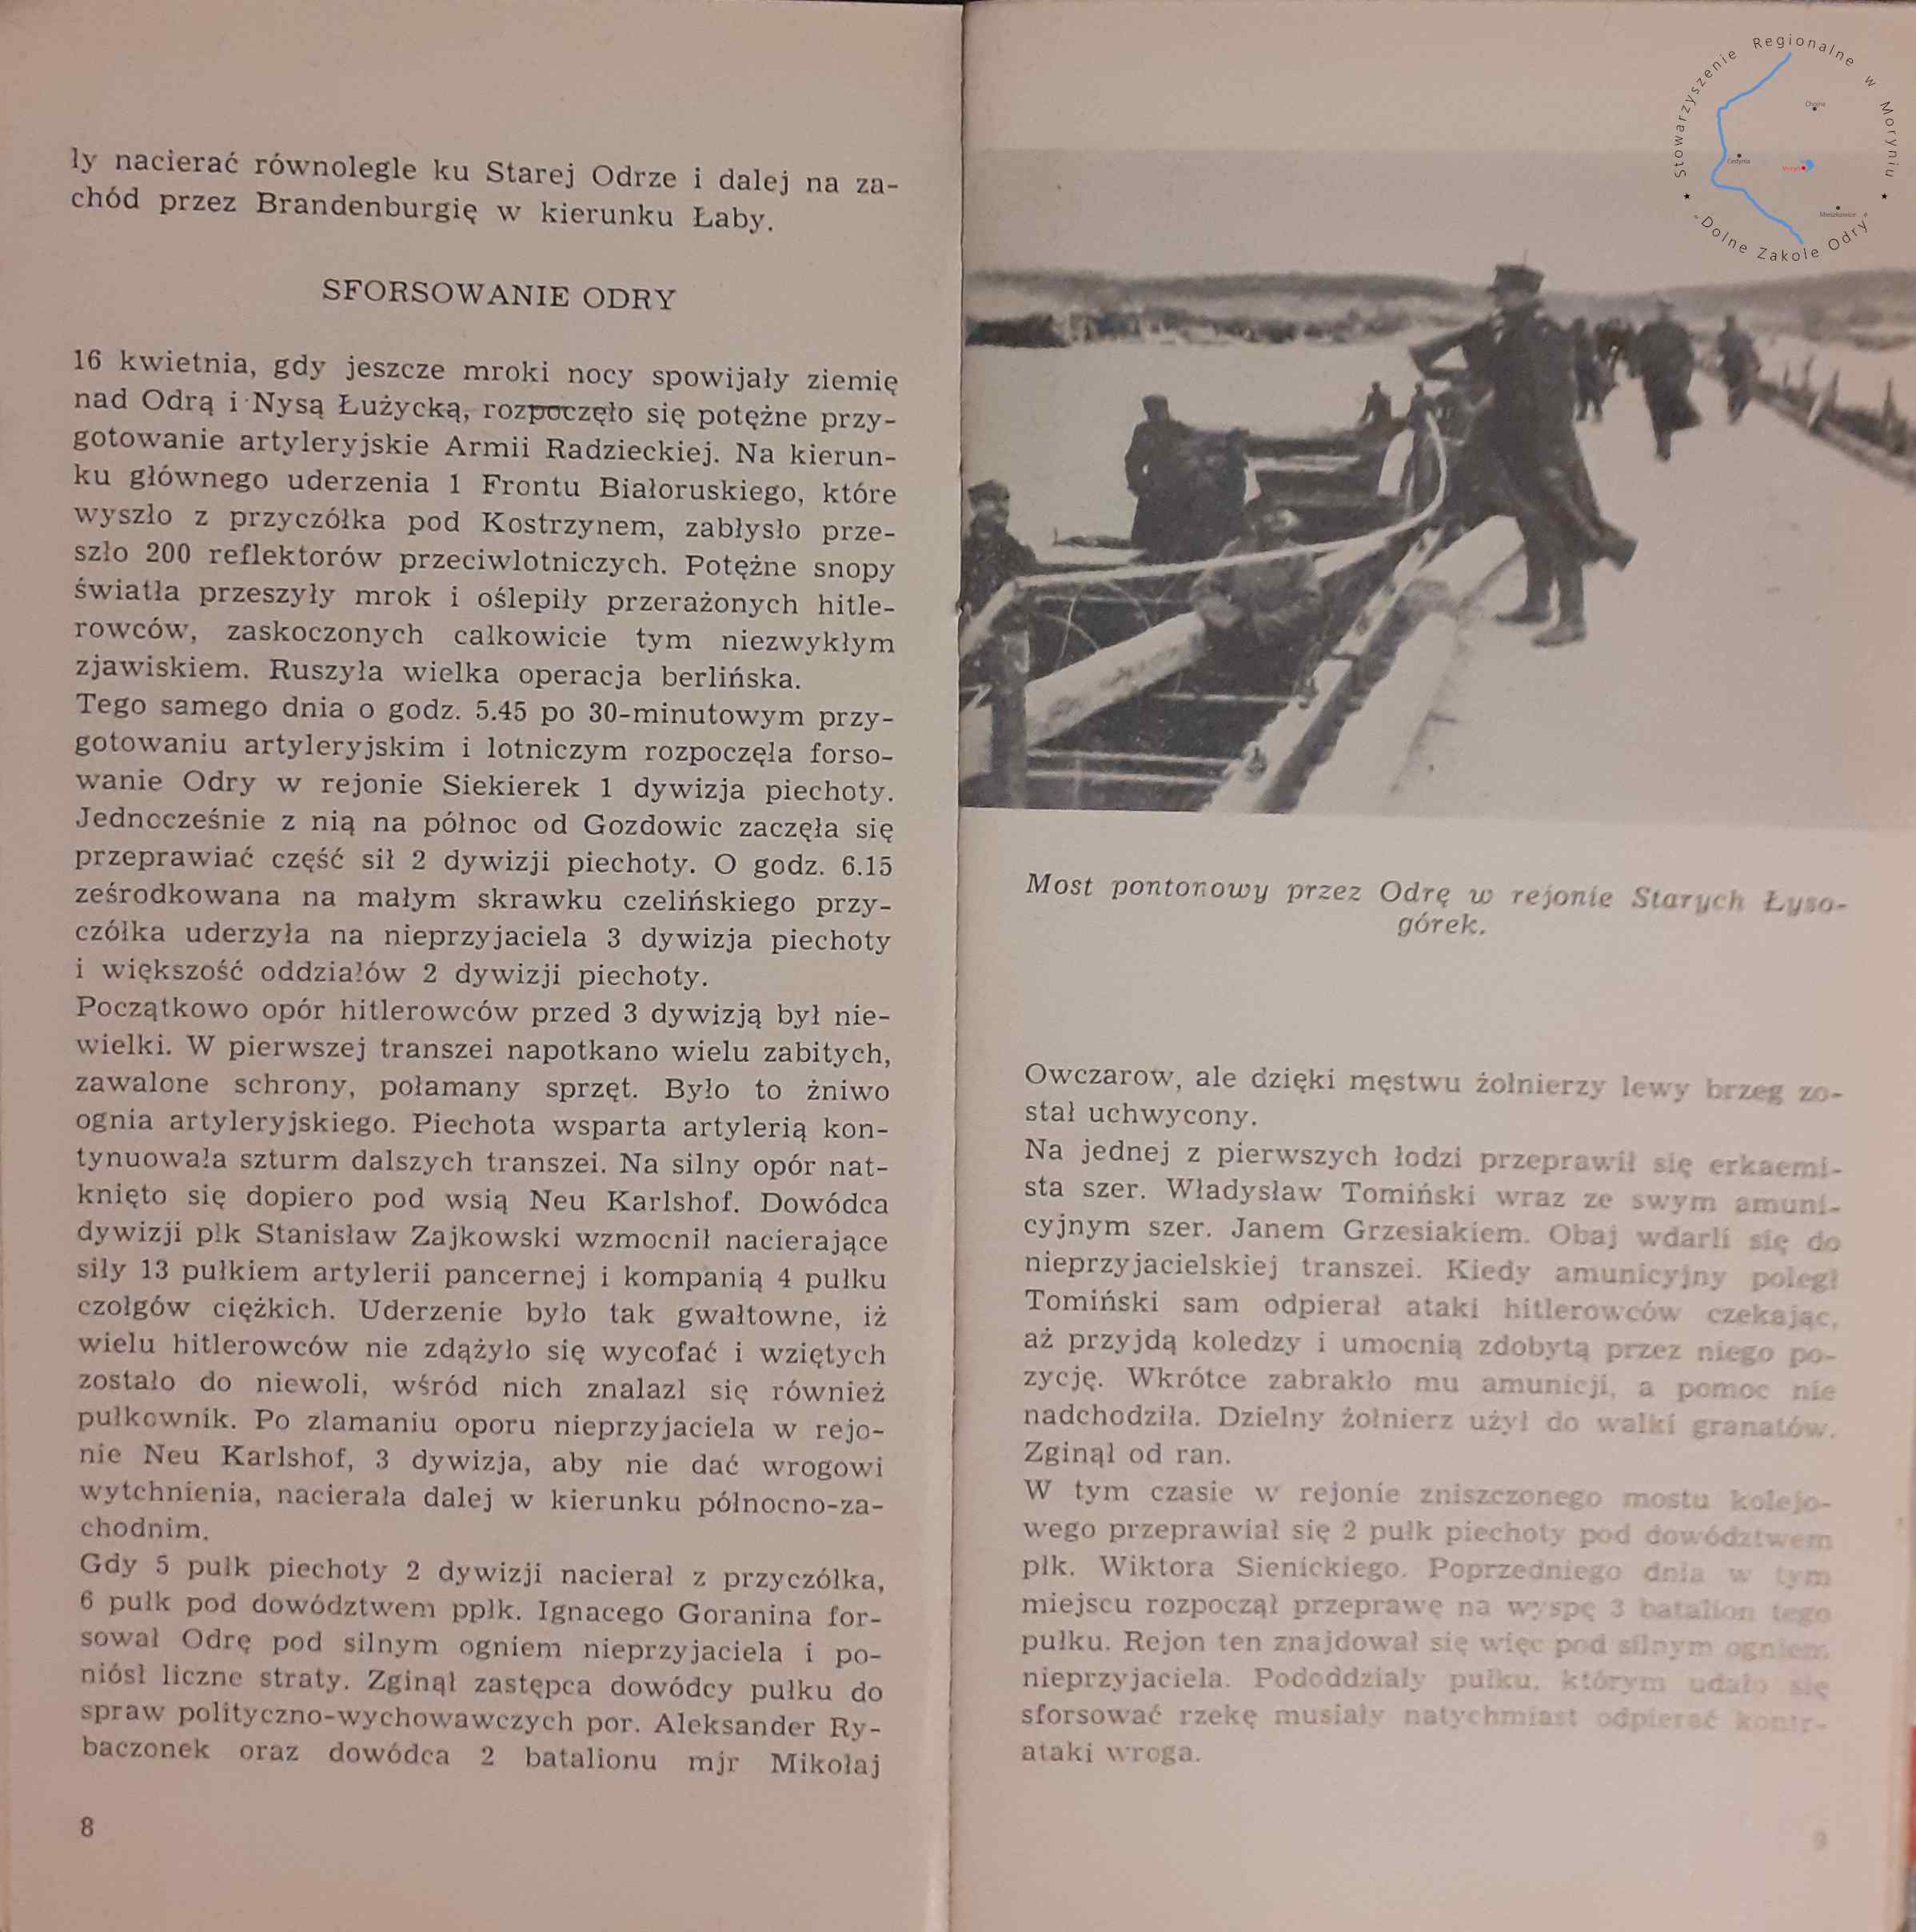 ły nacierać równolegle ku Starej Odrze i dalej na za-
chód przez Brandenburgię w kierunku Łaby.
SFORSOWANIE ODRY
16 kwietnia, gdy jeszcze mroki nocy spowijały ziemię
nad Odrą i Nysą Łużycką, rozpoczęło się potężne przy-
gotowanie artyleryjskie Armii Radzieckiej. Na kierun-
ku głównego uderzenia 1 Frontu Białoruskiego, które
wyszło z przyczółka pod Kostrzynem, zabłysło prze-
szło 200 reflektorów przeciwlotniczych. Potężne snopy
światła przeszyły mrok i oślepiły przerażonych hitle-
rowców, zaskoczonych całkowicie tym niezwykłym
zjawiskiem. Ruszyła wielka operacja berlińska.
Tego samego dnia o godz. 5.45 po 30-minutowym przy-
gotowaniu artyleryjskim i lotniczym rozpoczęła forso-
wanie Odry w rejonie Siekierek 1 dywizja piechoty.
Jednocześnie z nią na północ od Gozdowic zaczęła się
przeprawiać część sił 2 dywizji piechoty. O godz. 6.15
ześrodkowana na małym skrawku czelińskiego przy-
czółka uderzyła na nieprzyjaciela 3 dywizja piechoty
i większość oddziałów 2 dywizji piechoty.
Początkowo opór hitlerowców przed 3 dywizją był nie-
wielki. W pierwszej transzei napotkano wielu zabitych,
zawalone schrony, połamany sprzęt. Było to żniwo
ognia artyleryjskiego. Piechota wsparta artylerią kon-
tynuowała szturm dalszych transzei. Na silny opór nat-
knięto się dopiero pod wsią Neu Karlshof. Dowódca
dywizji płk Stanisław Zajkowski wzmocnił nacierające
siły 13 pułkiem artylerii pancernej i kompanią 4 pułku
czołgów ciężkich. Uderzenie było tak gwałtowne, iż
wielu hitlerowców nie zdążyło się wycofać i wziętych
zostało do niewoli, wśród nich znalazł się również
pułkownik. Po złamaniu oporu nieprzyjaciela w rejo-
nie Neu Karlshof, 3 dywizja, aby nie dać wrogowi
wytchnienia, nacierała dalej w kierunku północno-za-
chodnim.
Gdy 5 pułk piechoty 2 dywizji nacierał z przyczółka,
6 pułk pod dowództwem ppłk. Ignacego Goranina for-
sował Odrę pod silnym ogniem nieprzyjaciela i po-
niósł liczne straty. Zginął zastępca dowódcy pułku do
spraw polityczno-wychowawczych por. Aleksander Ry-
baczonek oraz dowódca 2 batalionu mjr Mikołaj
8
Stowarzyszenie Regionalne w Moryniu
"Dolne Zakole Odry"
Chojna
Cedynia
Moryń
Mieszkowice
Most pontonowy przez Odrę w rejonie Starych Łyso-
górek.
Owczarow, ale dzięki męstwu żołnierzy lewy brzeg zo-
stał uchwycony.
Na jednej z pierwszych łodzi przeprawił się erkaemi-
sta szer. Władysław Tomiński wraz ze swym amuni-
cyjnym szer. Janem Grzesiakiem. Obaj wdarli się do
nieprzyjacielskiej transzei. Kiedy amunicyjny poległ
Tomiński sam odpierał ataki hitlerowców czekając,
aż przyjdą koledzy i umocnią zdobytą przez niego po-
zycję. Wkrótce zabrakło mu amunicji, a pomoc nie
nadchodziła. Dzielny żołnierz użył do walki granatów.
Zginął od ran.
W tym czasie w rejonie zniszczonego mostu kolejo-
wego przeprawiał się 2 pułk piechoty pod dowództwem
płk. Wiktora Sienickiego. Poprzedniego dnia w tym
miejscu rozpoczął przeprawę na wyspę 3 batalion tego
pułku. Rejon ten znajdował się więc pod silnym ogniem
nieprzyjaciela. Pododdziały pułku, którym udało się
sforsować rzekę musiały natychmiast odpierać kontr-
ataki wroga.
9